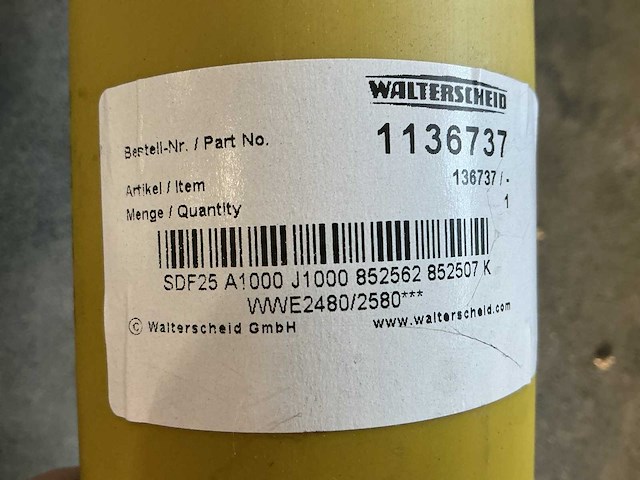 WALTERSCHEID
Bestell-Nr. / Part No. 1136737
Artikel / Item 136737 / -
Menge / Quantity 1
SDF25 A1000 J1000 852562 852507 K
WWE2480/2580***
© Walterscheid GmbH www.walterscheid.com